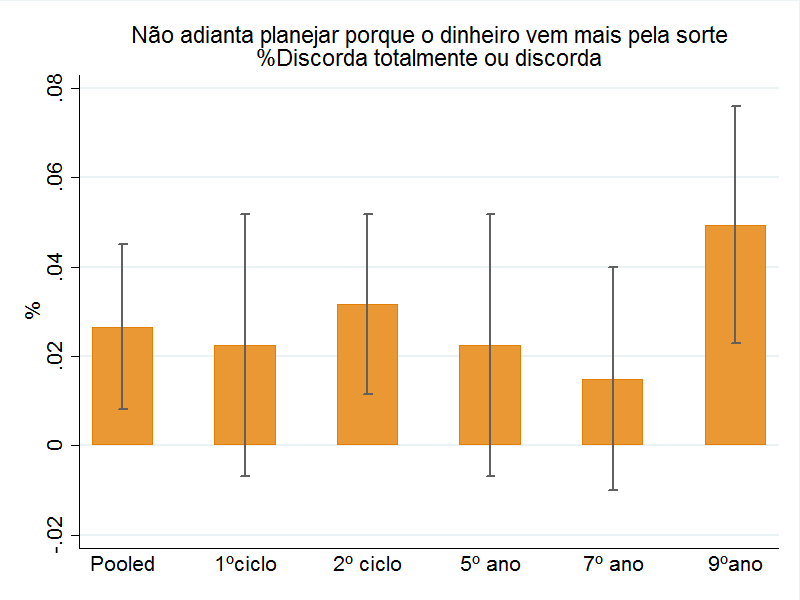 Não adianta planejar porque o dinheiro vem mais pela sorte
%Discorda totalmente ou discorda
.08
.06
.04
.02
0
-.02
%
Pooled 1ºciclo 2º ciclo 5º ano 7º ano 9ºano